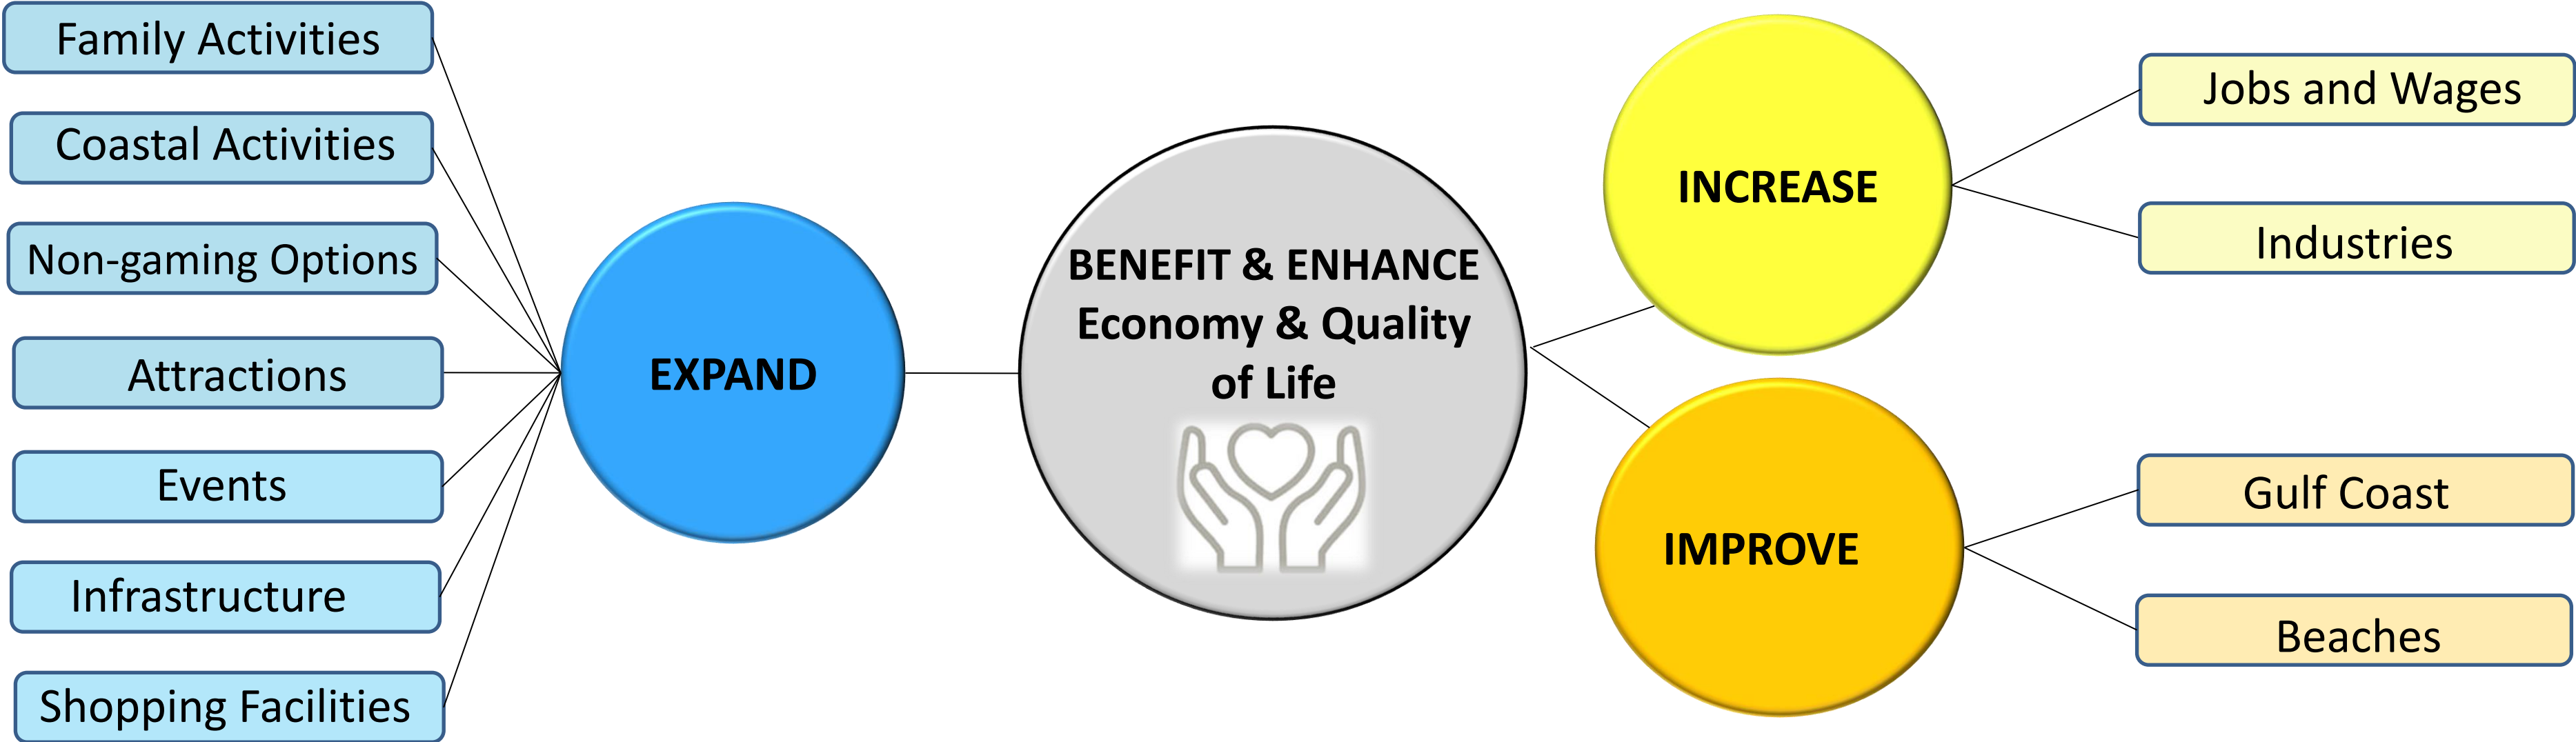 Family Activities
Coastal Activities
Non-gaming Options
Attractions
Events
Infrastructure
Shopping Facilities
EXPAND
BENEFIT & ENHANCE
Economy & Quality
of Life
INCREASE
Jobs and Wages
Industries
IMPROVE
Gulf Coast
Beaches